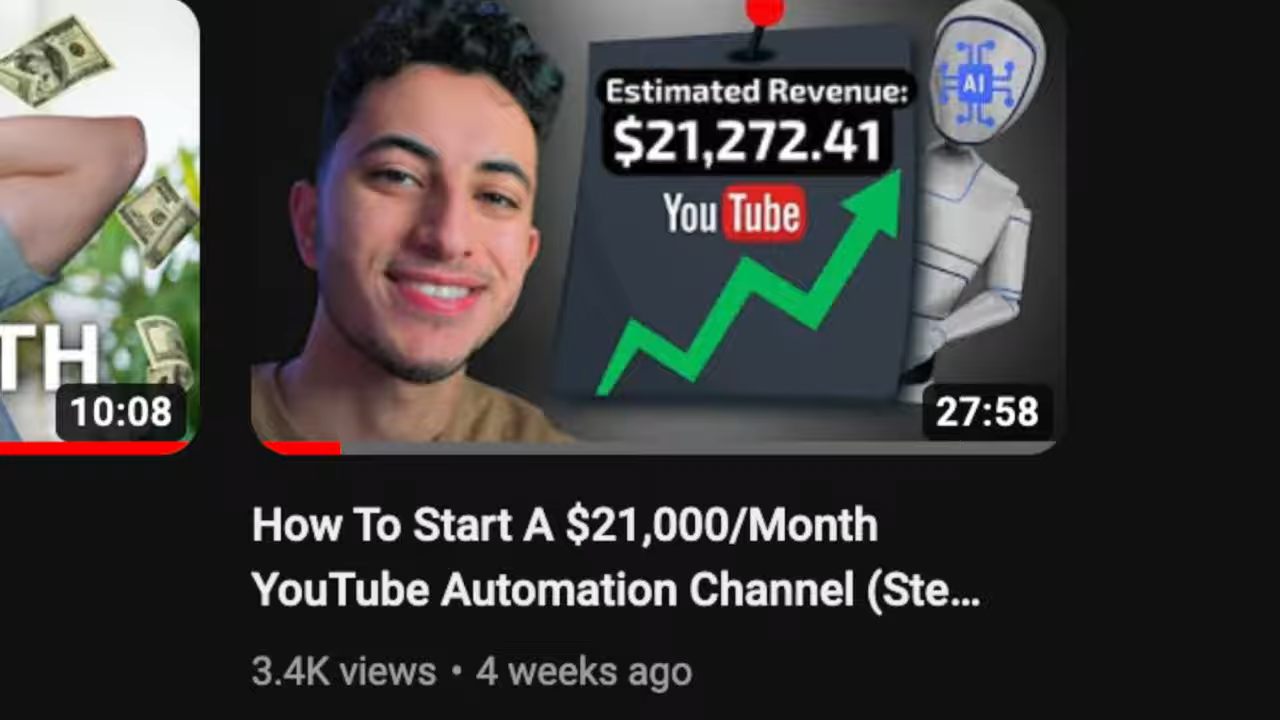 TH
10:08
Estimated Revenue:
$21,272.41
YouTube
AI
27:58
How To Start A $21,000/Month
YouTube Automation Channel (Ste...
3.4K views • 4 weeks ago